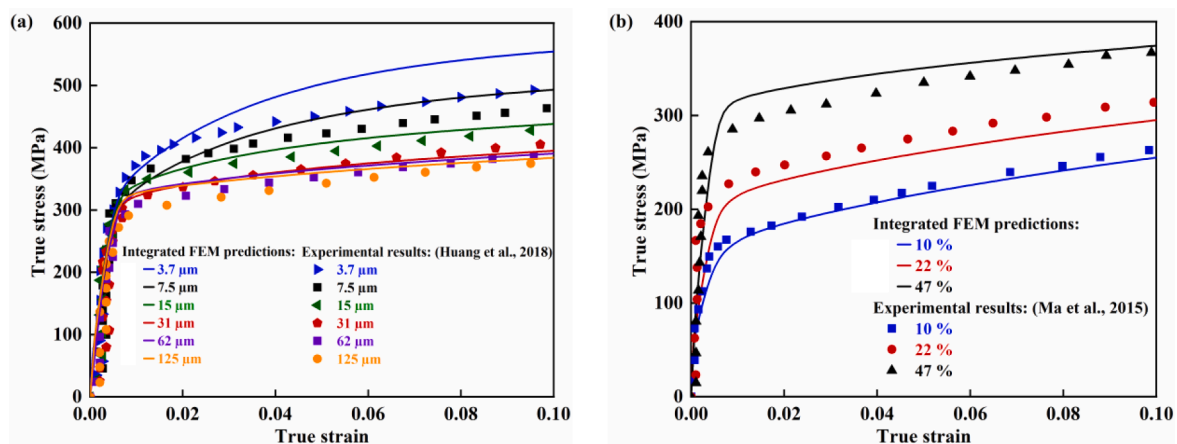 (a)
600
500
400
300
200
100
0
True stress (MPa)
Integrated FEM predictions: Experimental results: (Huang et al., 2018)
3.7 µm 3.7 µm
7.5 µm 7.5 µm
15 µm 15 µm
31 µm 31 µm
62 µm 62 µm
125 µm 125 µm
0.00 0.02 0.04 0.06 0.08 0.10
True strain
(b)
400
300
200
100
0
True stress (MPa)
Integrated FEM predictions:
10 %
22 %
47 %
Experimental results: (Ma et al., 2015)
10 %
22 %
47 %
0.00 0.02 0.04 0.06 0.08 0.10
True strain